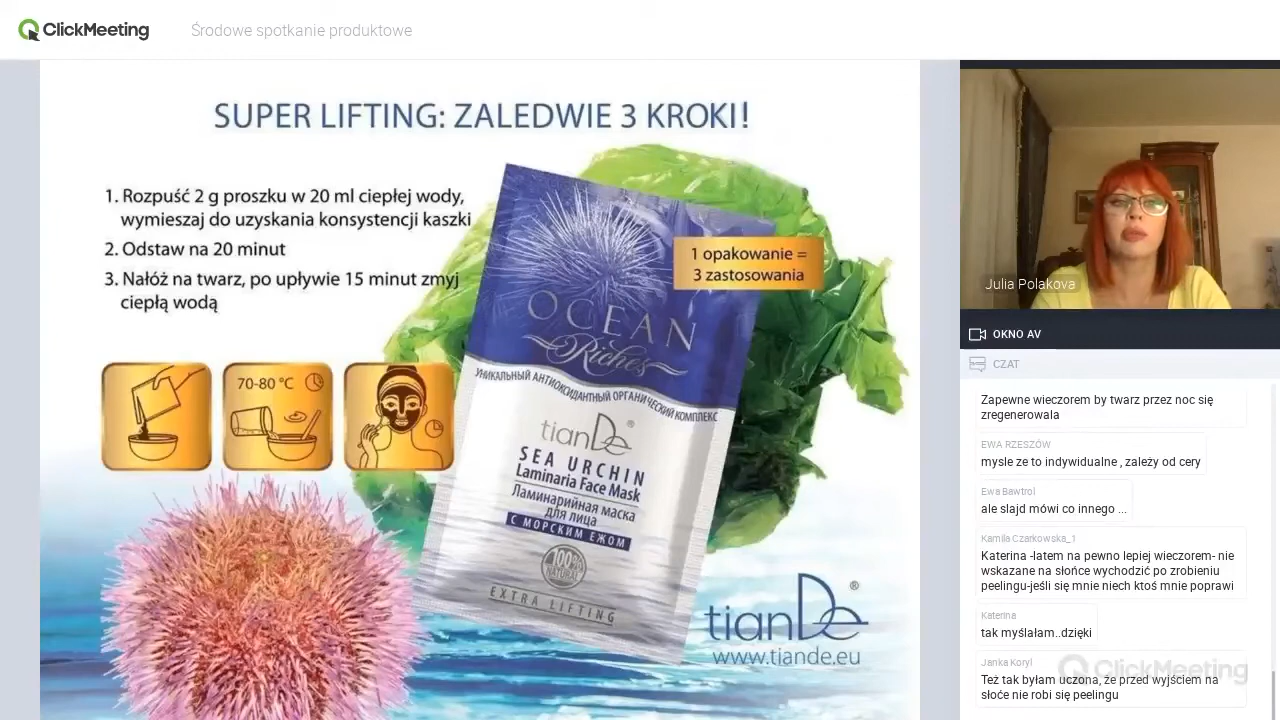 ClickMeeting
Środowe spotkanie produktowe
SUPER LIFTING: ZALEDWIE 3 KROKI!
1. Rozpuść 2 g proszku w 20 ml ciepłej wody,
wymieszaj do uzyskania konsystencji kaszki
2. Odstaw na 20 minut
3. Nałóż na twarz, po upływie 15 minut zmyj
ciepłą wodą
70-80 °C
1 opakowanie =
3 zastosowania
OCEAN
Riches
УНИКАЛЬНЫЙ АНТИОКСИДАНТНЫЙ ОРГАНИЧЕСКИЙ КОМПЛЕКС
tianDe®
SEA URCHIN
Laminaria Face Mask
Ламинарийная маска
для лица
С МОРСКИМ ЕЖОМ
100%
NATURAL
EXTRA LIFTING
tianDe®
www.tiande.eu
Julia Polakova
OKNO AV
CZAT
Zapewne wieczorem by twarz przez noc się
zregenerowala
EWA RZESZÓW
mysle ze to indywidualne , zależy od cery
Ewa Bawtrol
ale slajd mówi co innego ...
Kamila Czarkowska_1
Katerina -latem na pewno lepiej wieczorem- nie
wskazane na słońce wychodzić po zrobieniu
peelingu-jeśli się mnie niech ktoś mnie poprawi
Katerina
tak myślałam..dzięki
Janka Koryl
Też tak byłam uczona, że przed wyjściem na
słoće nie robi się peelingu
ClickMeeting